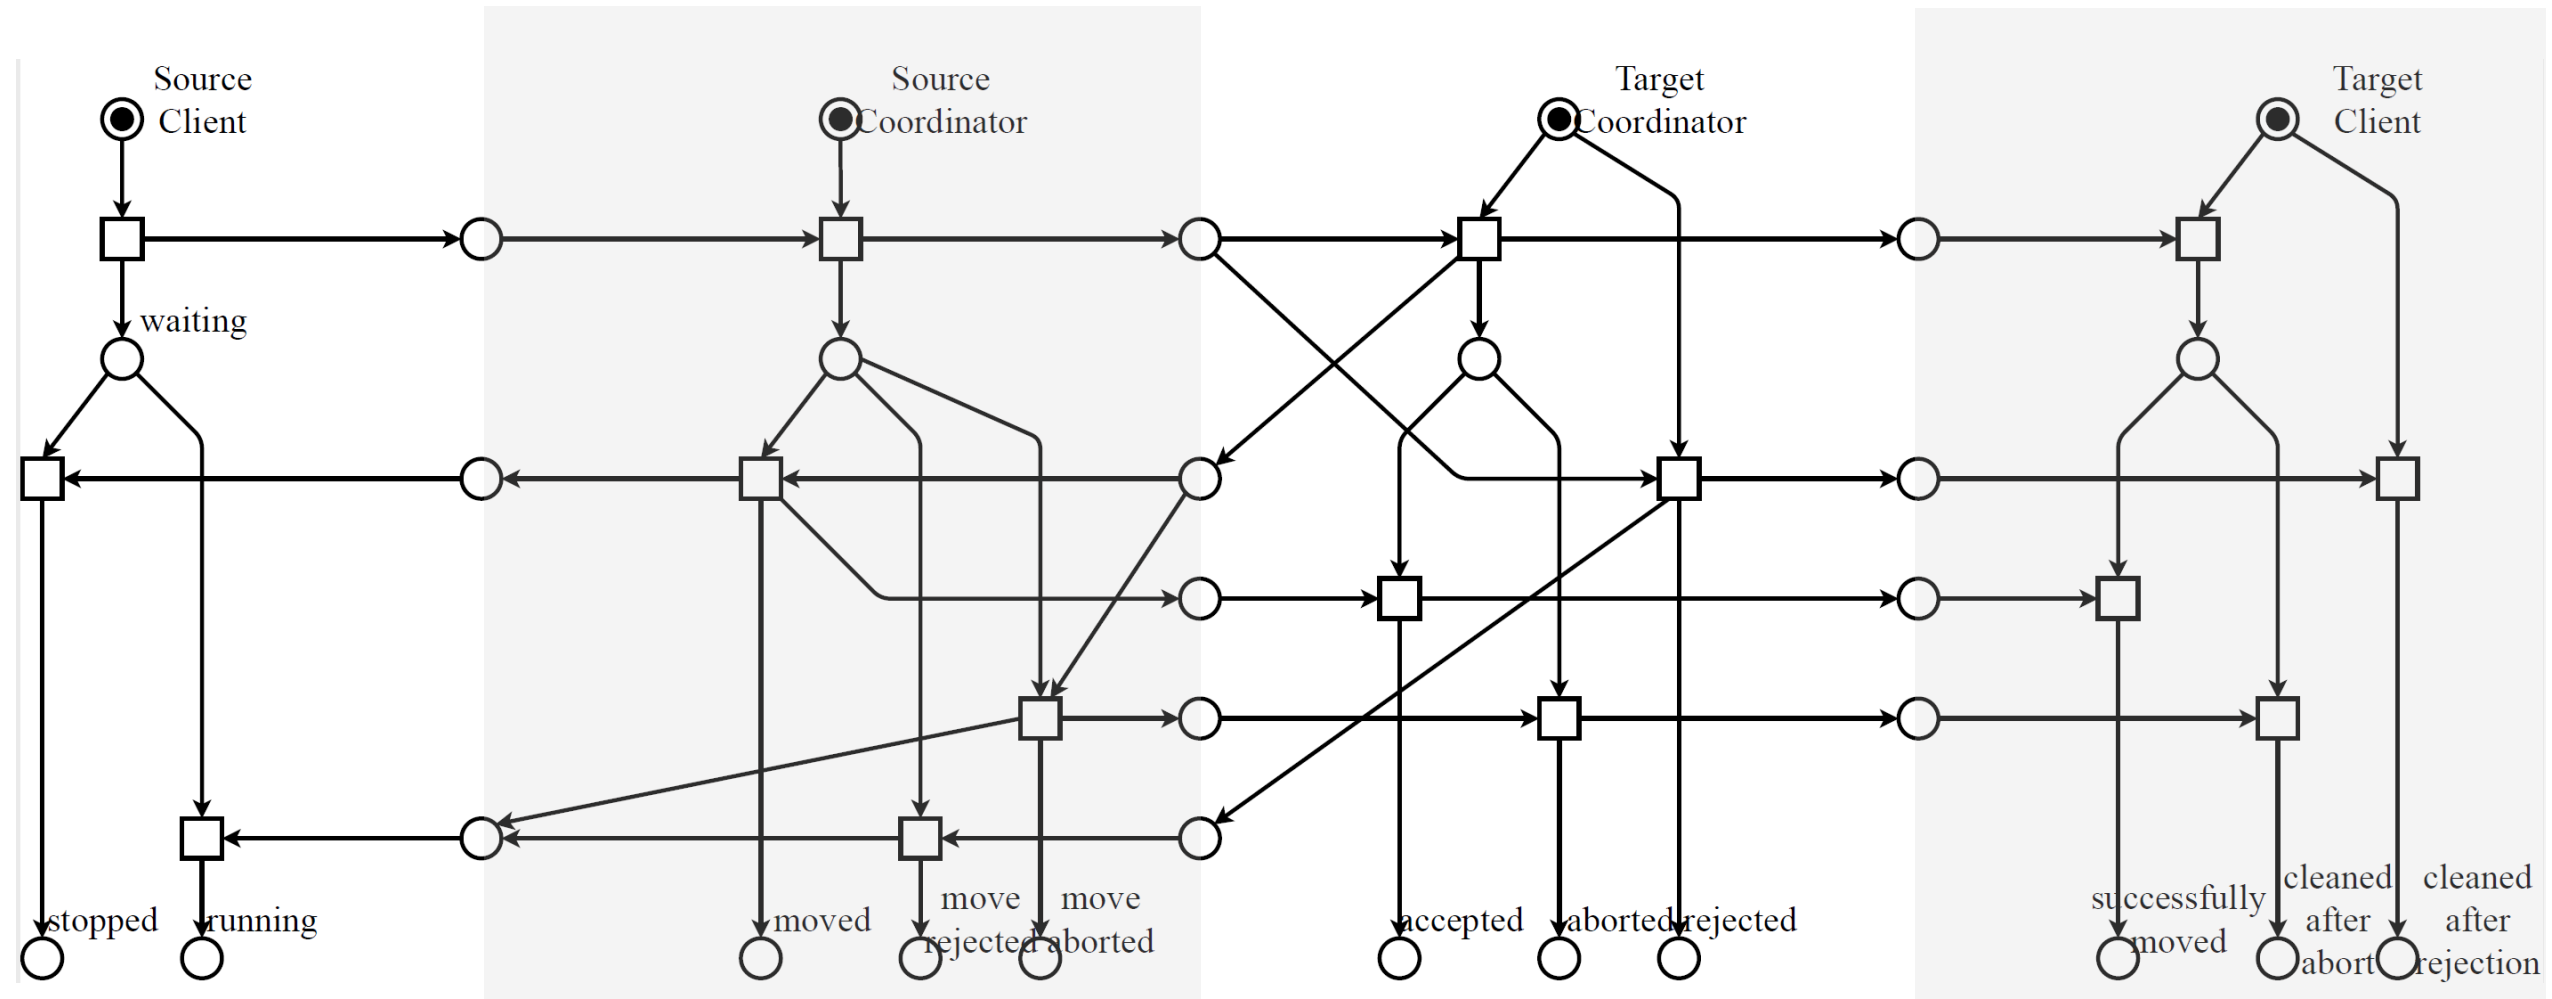 Source
Client
Source
Coordinator
Target
Coordinator
Target
Client
waiting
stopped
running
moved
move
rejected
move
aborted
accepted
aborted
rejected
successfully
moved
cleaned
after
abort
cleaned
after
rejection